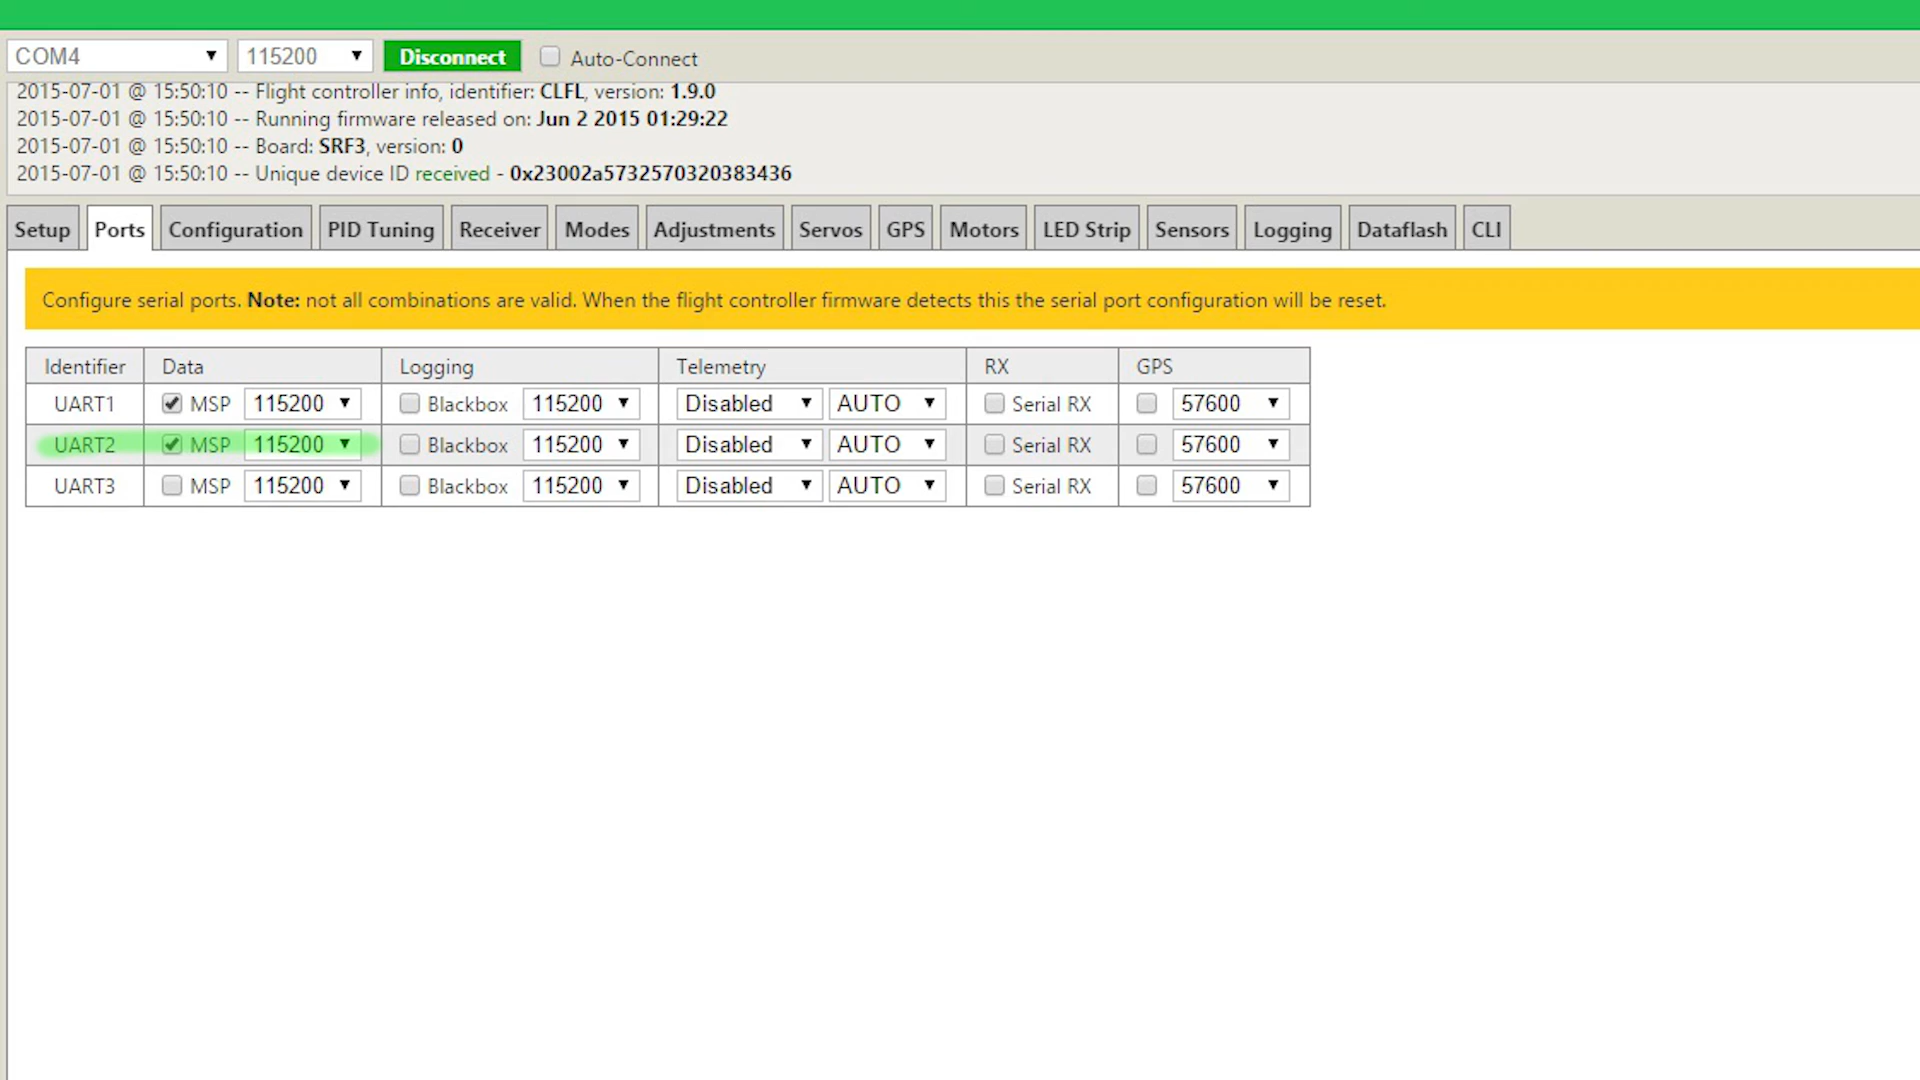 COM4 115200 Disconnect Auto-Connect
2015-07-01 @ 15:50:10 -- Flight controller info, identifier: CLFL, version: 1.9.0
2015-07-01 @ 15:50:10 -- Running firmware released on: Jun 2 2015 01:29:22
2015-07-01 @ 15:50:10 -- Board: SRF3, version: 0
2015-07-01 @ 15:50:10 -- Unique device ID received - 0x23002a5732570320383436
Setup Ports Configuration PID Tuning Receiver Modes Adjustments Servos GPS Motors LED Strip Sensors Logging Dataflash CLI
Configure serial ports. Note: not all combinations are valid. When the flight controller firmware detects this the serial port configuration will be reset.
Identifier Data Logging Telemetry RX GPS
UART1 MSP 115200 Blackbox 115200 Disabled AUTO Serial RX 57600
UART2 MSP 115200 Blackbox 115200 Disabled AUTO Serial RX 57600
UART3 MSP 115200 Blackbox 115200 Disabled AUTO Serial RX 57600